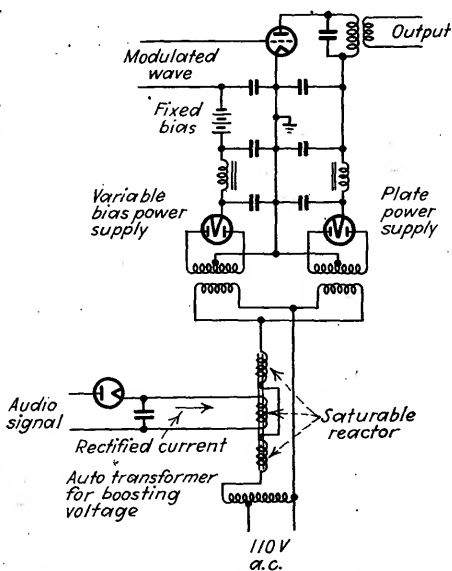 Output
Modulated
wave
Fixed
bias
Variable
bias power
supply
Plate
power
supply
Audio
signal
Rectified current
Saturable
reactor
Auto transformer
for boosting
voltage
110V
a.c.